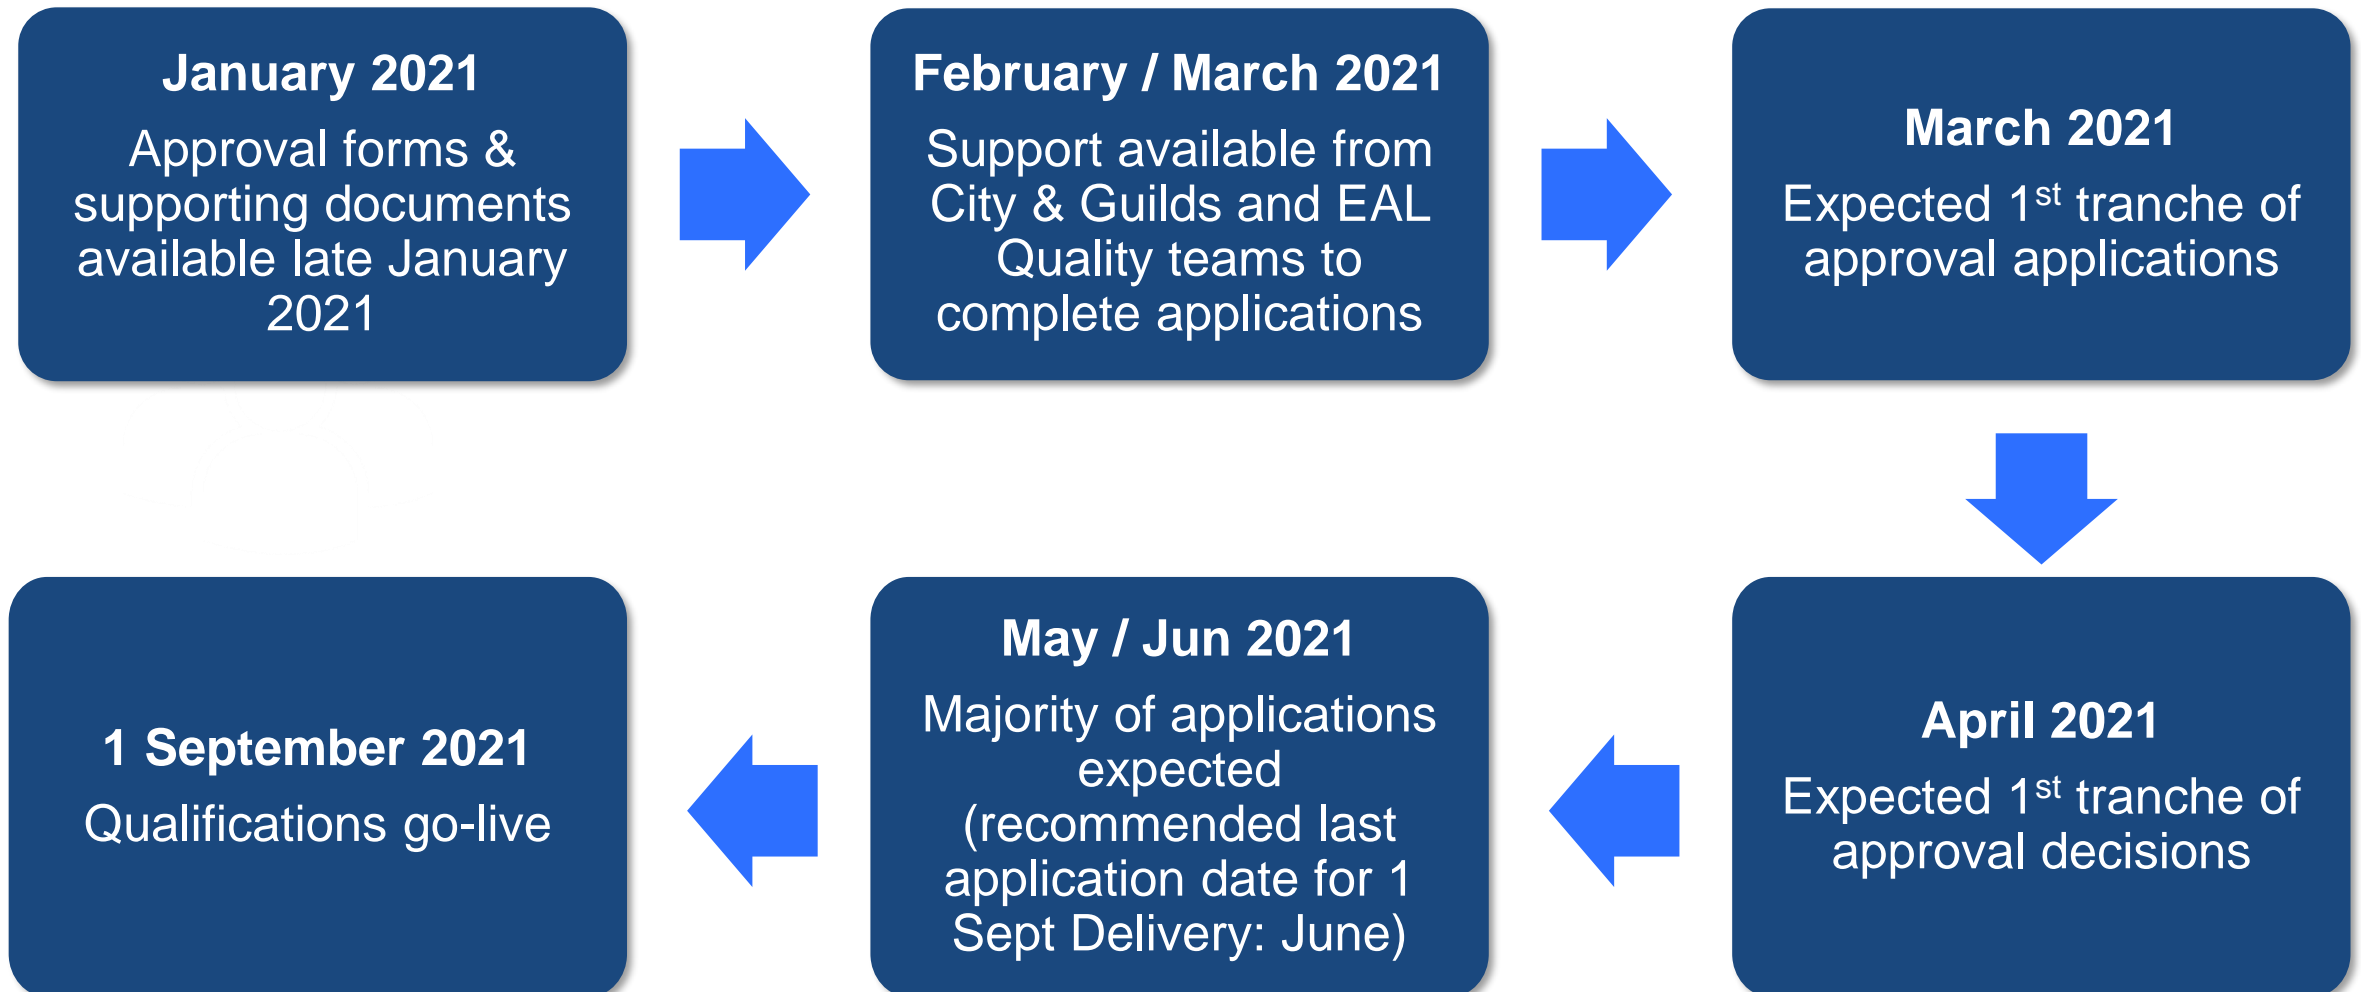 January 2021
Approval forms &
supporting documents
available late January
2021
February / March 2021
Support available from
City & Guilds and EAL
Quality teams to
complete applications
March 2021
Expected 1st tranche of
approval applications
April 2021
Expected 1st tranche of
approval decisions
May / Jun 2021
Majority of applications
expected
(recommended last
application date for 1
Sept Delivery: June)
1 September 2021
Qualifications go-live